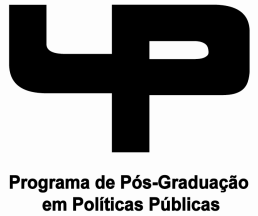 Programa de Pós-Graduação
em Políticas Públicas